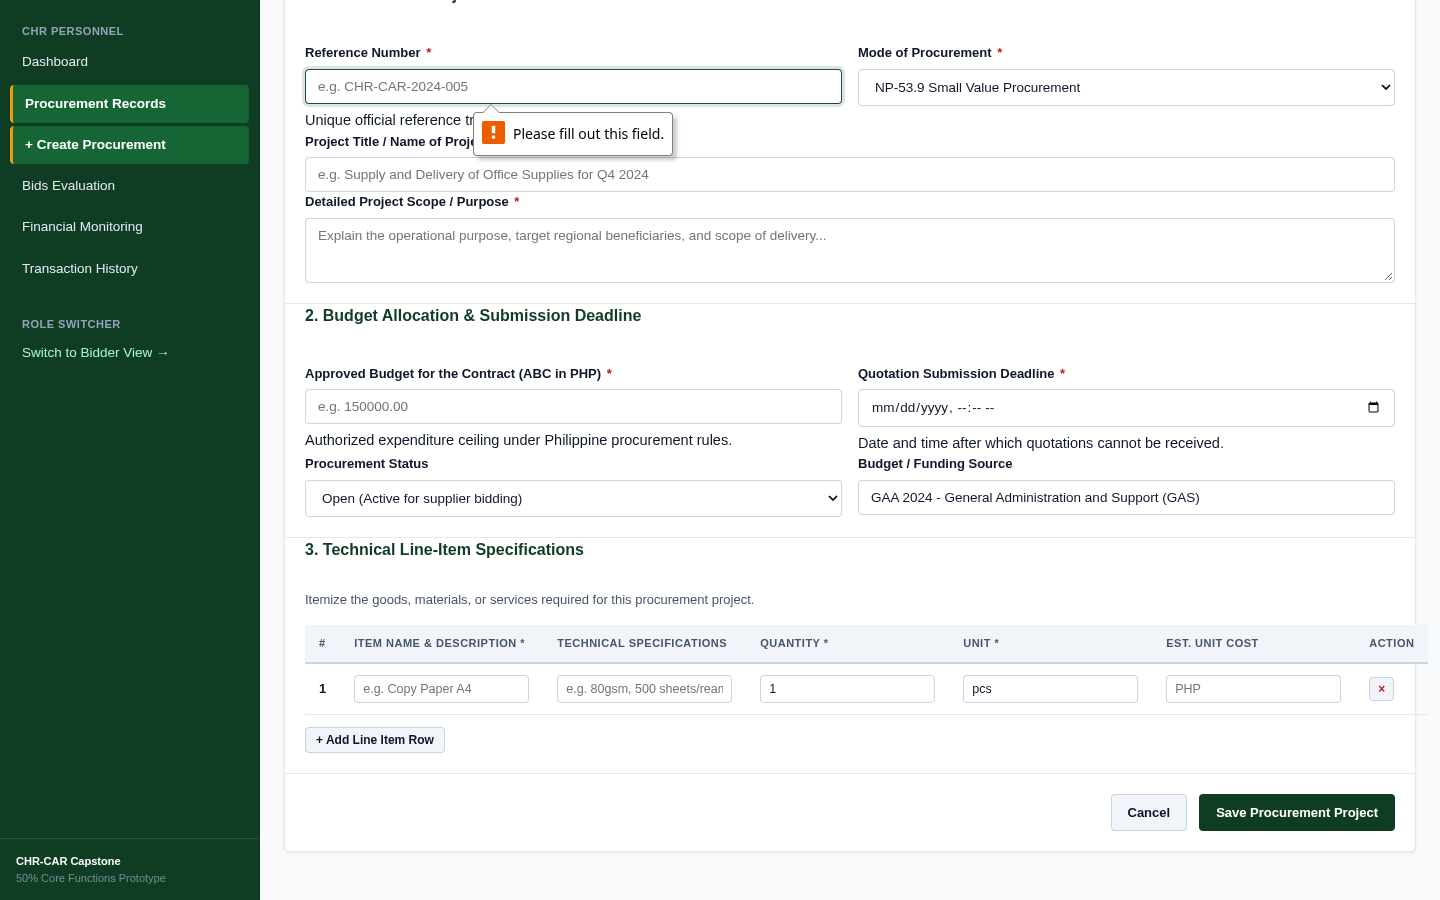 CHR PERSONNEL
Dashboard
Procurement Records
+ Create Procurement
Bids Evaluation
Financial Monitoring
Transaction History
ROLE SWITCHER
Switch to Bidder View →
CHR-CAR Capstone
50% Core Functions Prototype
Reference Number *
e.g. CHR-CAR-2024-005
Mode of Procurement *
NP-53.9 Small Value Procurement
Unique official reference
Please fill out this field.
Project Title / Name of
e.g. Supply and Delivery of Office Supplies for Q4 2024
Detailed Project Scope / Purpose *
Explain the operational purpose, target regional beneficiaries, and scope of delivery...
2. Budget Allocation & Submission Deadline
Approved Budget for the Contract (ABC in PHP) *
e.g. 150000.00
Authorized expenditure ceiling under Philippine procurement rules.
Quotation Submission Deadline *
mm/dd/yyyy, --:-- --
Date and time after which quotations cannot be received.
Procurement Status
Open (Active for supplier bidding)
Budget / Funding Source
GAA 2024 - General Administration and Support (GAS)
3. Technical Line-Item Specifications
Itemize the goods, materials, or services required for this procurement project.
# ITEM NAME & DESCRIPTION * TECHNICAL SPECIFICATIONS QUANTITY * UNIT * EST. UNIT COST ACTION
1 e.g. Copy Paper A4 e.g. 80gsm, 500 sheets/rean 1 pcs PHP ×
+ Add Line Item Row
Cancel Save Procurement Project